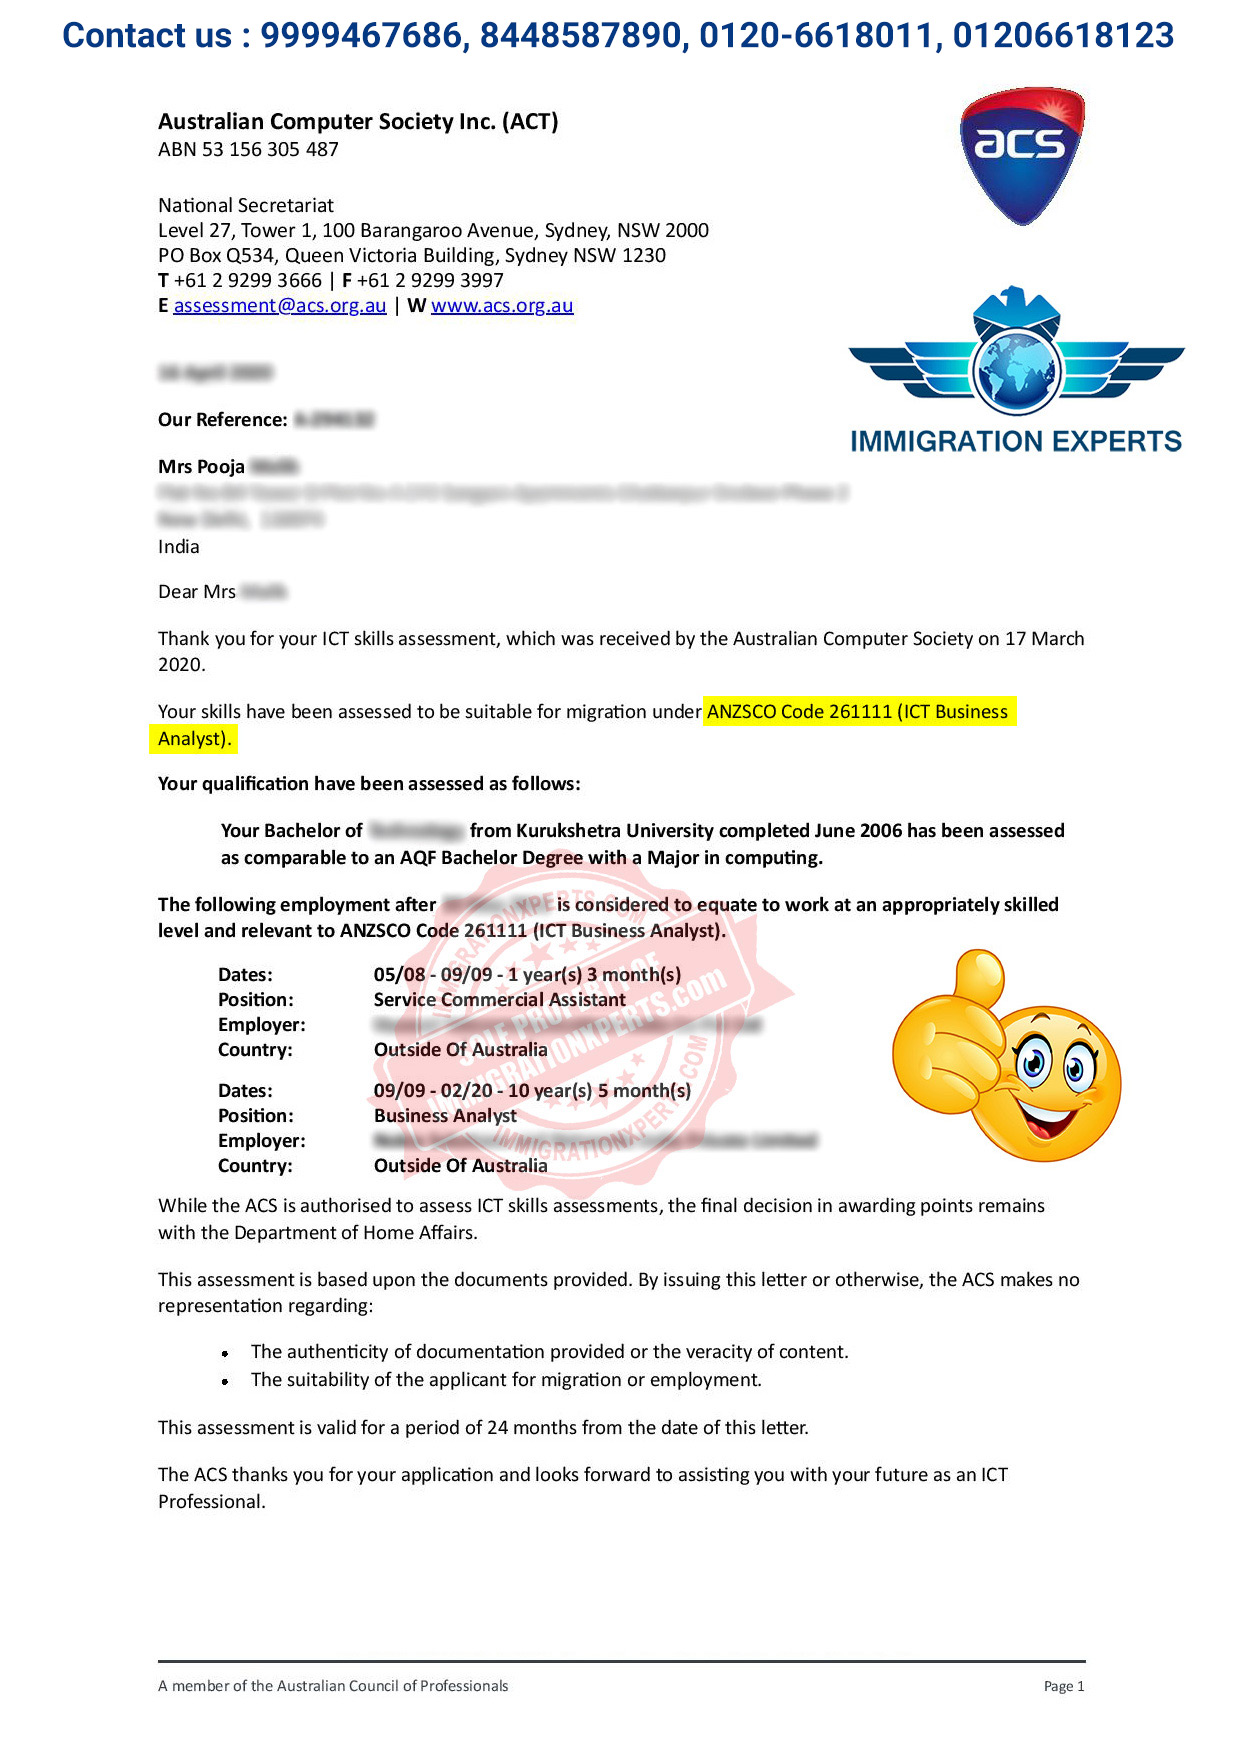 Contact us : 9999467686, 8448587890, 0120-6618011, 01206618123
Australian Computer Society Inc. (ACT)
ABN 53 156 305 487
acs
National Secretariat
Level 27, Tower 1, 100 Barangaroo Avenue, Sydney, NSW 2000
PO Box Q534, Queen Victoria Building, Sydney NSW 1230
T +61 2 9299 3666 | F +61 2 9299 3997
E assessment@acs.org.au | W www.acs.org.au
IMMIGRATION EXPERTS
Our Reference:
Mrs Pooja
India
Dear Mrs
Thank you for your ICT skills assessment, which was received by the Australian Computer Society on 17 March
2020.
Your skills have been assessed to be suitable for migration under ANZSCO Code 261111 (ICT Business
Analyst).
Your qualification have been assessed as follows:
Your Bachelor of from Kurukshetra University completed June 2006 has been assessed
as comparable to an AQF Bachelor Degree with a Major in computing.
The following employment after is considered to equate to work at an appropriately skilled
level and relevant to ANZSCO Code 261111 (ICT Business Analyst).
Dates: 05/08 - 09/09 - 1 year(s) 3 month(s)
Position: Service Commercial Assistant
Employer:
Country: Outside Of Australia
Dates: 09/09 - 02/20 - 10 year(s) 5 month(s)
Position: Business Analyst
Employer:
Country: Outside Of Australia
IMMIGRATIONXPERTS.COM
SOLE PROPERTY OF
IMMIGRATIONXPERTS.com
IMMIGRATIONXPERT.COM
While the ACS is authorised to assess ICT skills assessments, the final decision in awarding points remains
with the Department of Home Affairs.
This assessment is based upon the documents provided. By issuing this letter or otherwise, the ACS makes no
representation regarding:
• The authenticity of documentation provided or the veracity of content.
• The suitability of the applicant for migration or employment.
This assessment is valid for a period of 24 months from the date of this letter.
The ACS thanks you for your application and looks forward to assisting you with your future as an ICT
Professional.
A member of the Australian Council of Professionals
Page 1